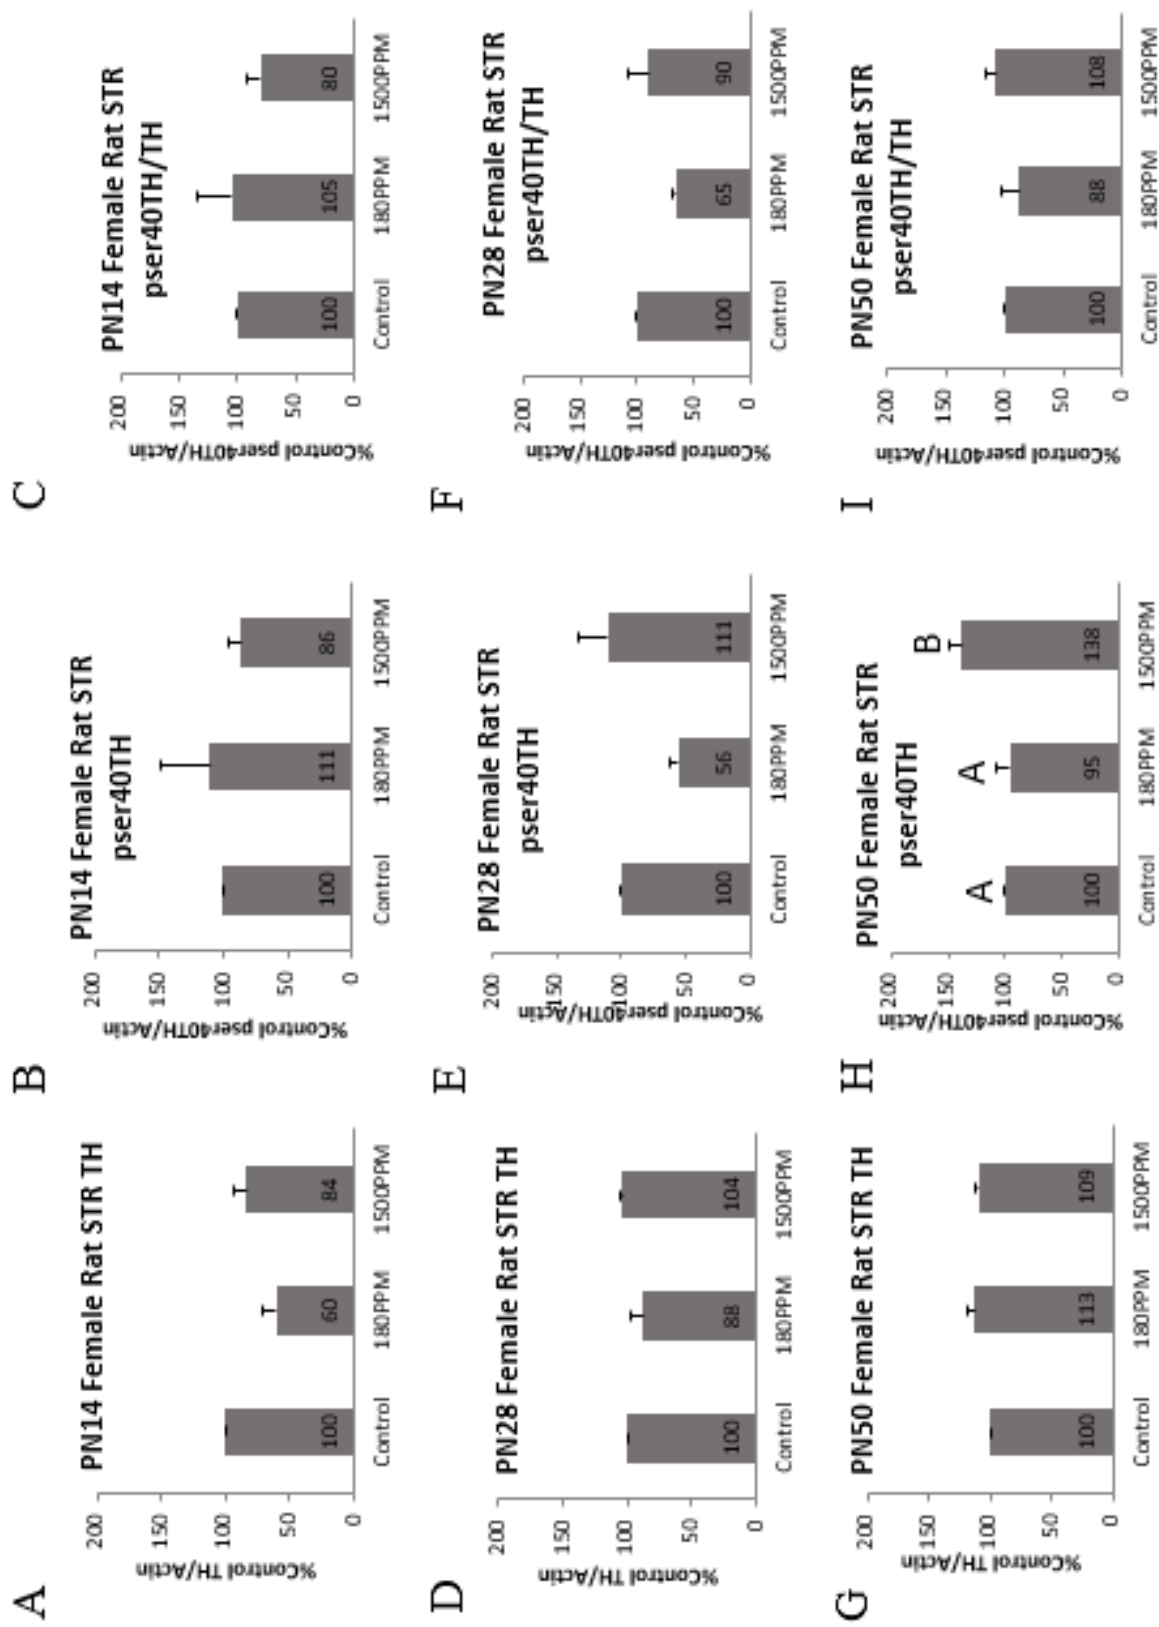 A
PN14 Female Rat STR TH
%Control TH/Actin
200
150
100
50
0
100
60
84
Control
180PPM
1500PPM
B
PN14 Female Rat STR
pser40TH
%Control pser40TH/Actin
200
150
100
50
0
100
111
86
Control
180PPM
1500PPM
C
PN14 Female Rat STR
pser40TH/TH
%Control pser40TH/Actin
200
150
100
50
0
100
105
80
Control
180PPM
1500PPM
D
PN28 Female Rat STR TH
%Control TH/Actin
200
150
100
50
0
100
88
104
Control
180PPM
1500PPM
E
PN28 Female Rat STR
pser40TH
%Control pser40TH/Actin
200
150
100
50
0
100
56
111
Control
180PPM
1500PPM
F
PN28 Female Rat STR
pser40TH/TH
%Control pser40TH/Actin
200
150
100
50
0
100
65
90
Control
180PPM
1500PPM
G
PN50 Female Rat STR TH
%Control TH/Actin
200
150
100
50
0
100
113
109
Control
180PPM
1500PPM
H
PN50 Female Rat STR
pser40TH
%Control pser40TH/Actin
200
150
100
50
0
A
A
B
100
95
138
Control
180PPM
1500PPM
I
PN50 Female Rat STR
pser40TH/TH
%Control pser40TH/Actin
200
150
100
50
0
100
88
108
Control
180PPM
1500PPM